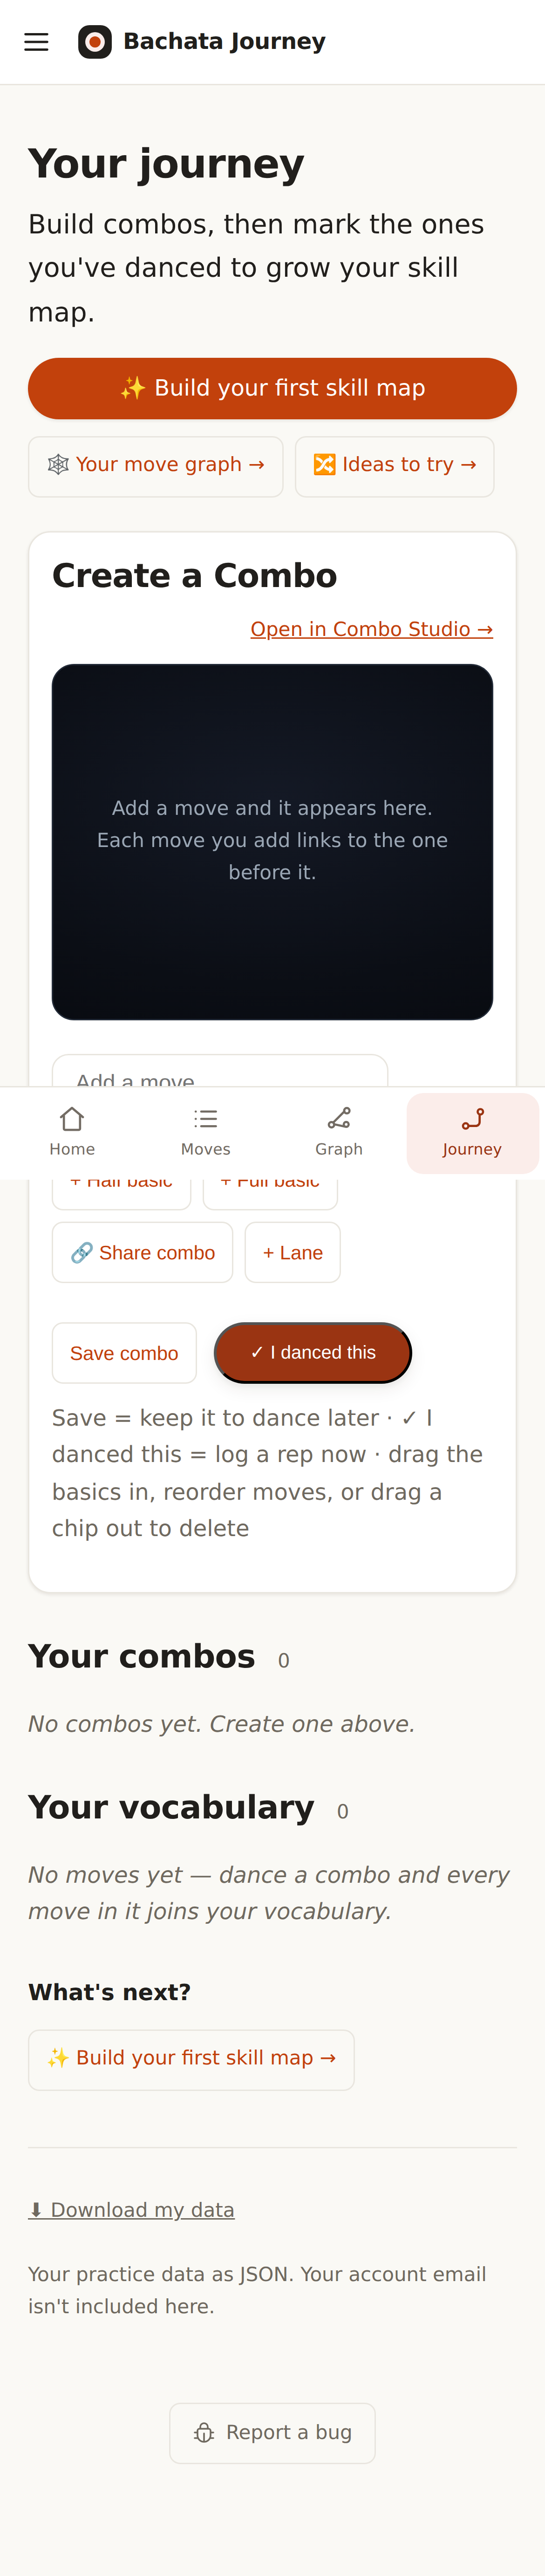 Bachata Journey
Your journey
Build combos, then mark the ones
you've danced to grow your skill
map.
✨ Build your first skill map
🕸 Your move graph →
🔀 Ideas to try →
Create a Combo
Open in Combo Studio →
Add a move and it appears here.
Each move you add links to the one
before it.
Add a move
Home
Moves
Graph
Journey
+ Half basic
+ Full basic
🔗 Share combo
+ Lane
Save combo
✓ I danced this
Save = keep it to dance later · ✓ I
danced this = log a rep now · drag the
basics in, reorder moves, or drag a
chip out to delete
Your combos 0
No combos yet. Create one above.
Your vocabulary 0
No moves yet — dance a combo and every
move in it joins your vocabulary.
What's next?
✨ Build your first skill map →
⬇ Download my data
Your practice data as JSON. Your account email
isn't included here.
Report a bug